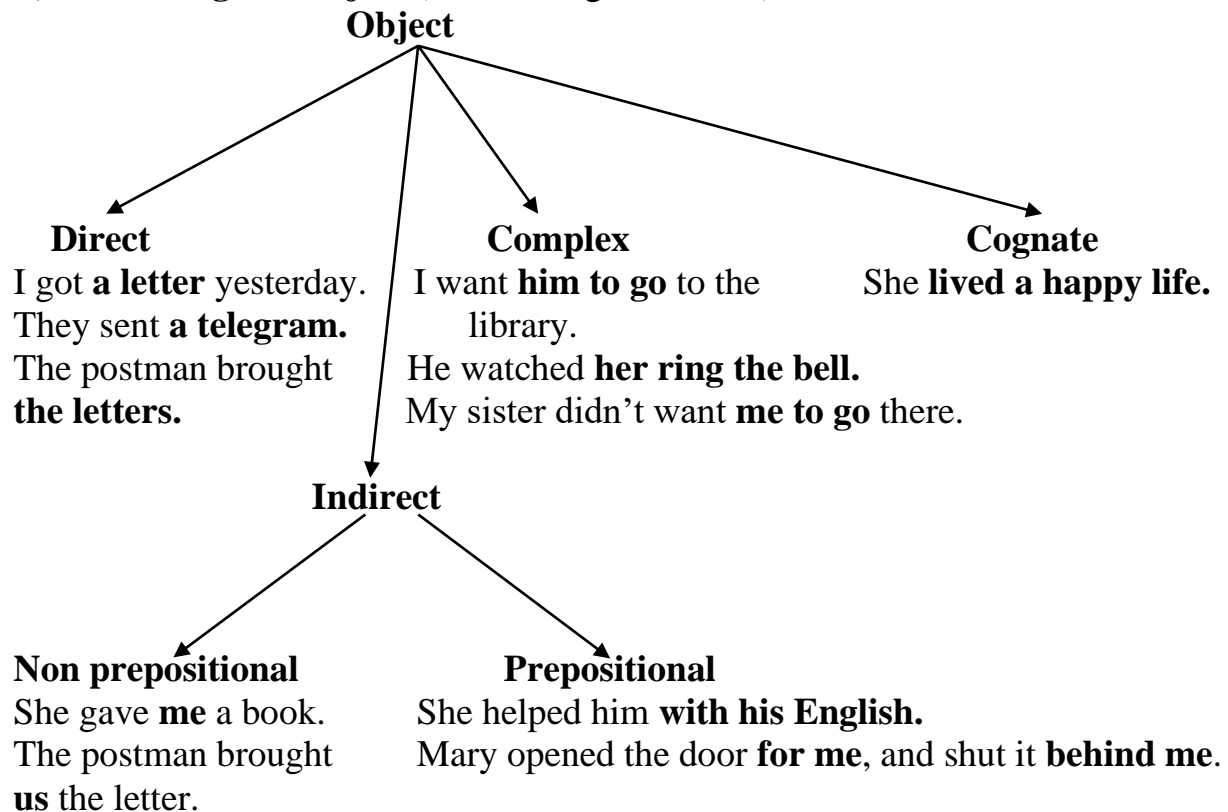 Object
Direct
Complex
Cognate
I got a letter yesterday.
I want him to go to the
She lived a happy life.
They sent a telegram.
library.
The postman brought
He watched her ring the bell.
the letters.
My sister didn’t want me to go there.
Indirect
Non prepositional
Prepositional
She gave me a book.
She helped him with his English.
The postman brought
Mary opened the door for me, and shut it behind me.
us the letter.